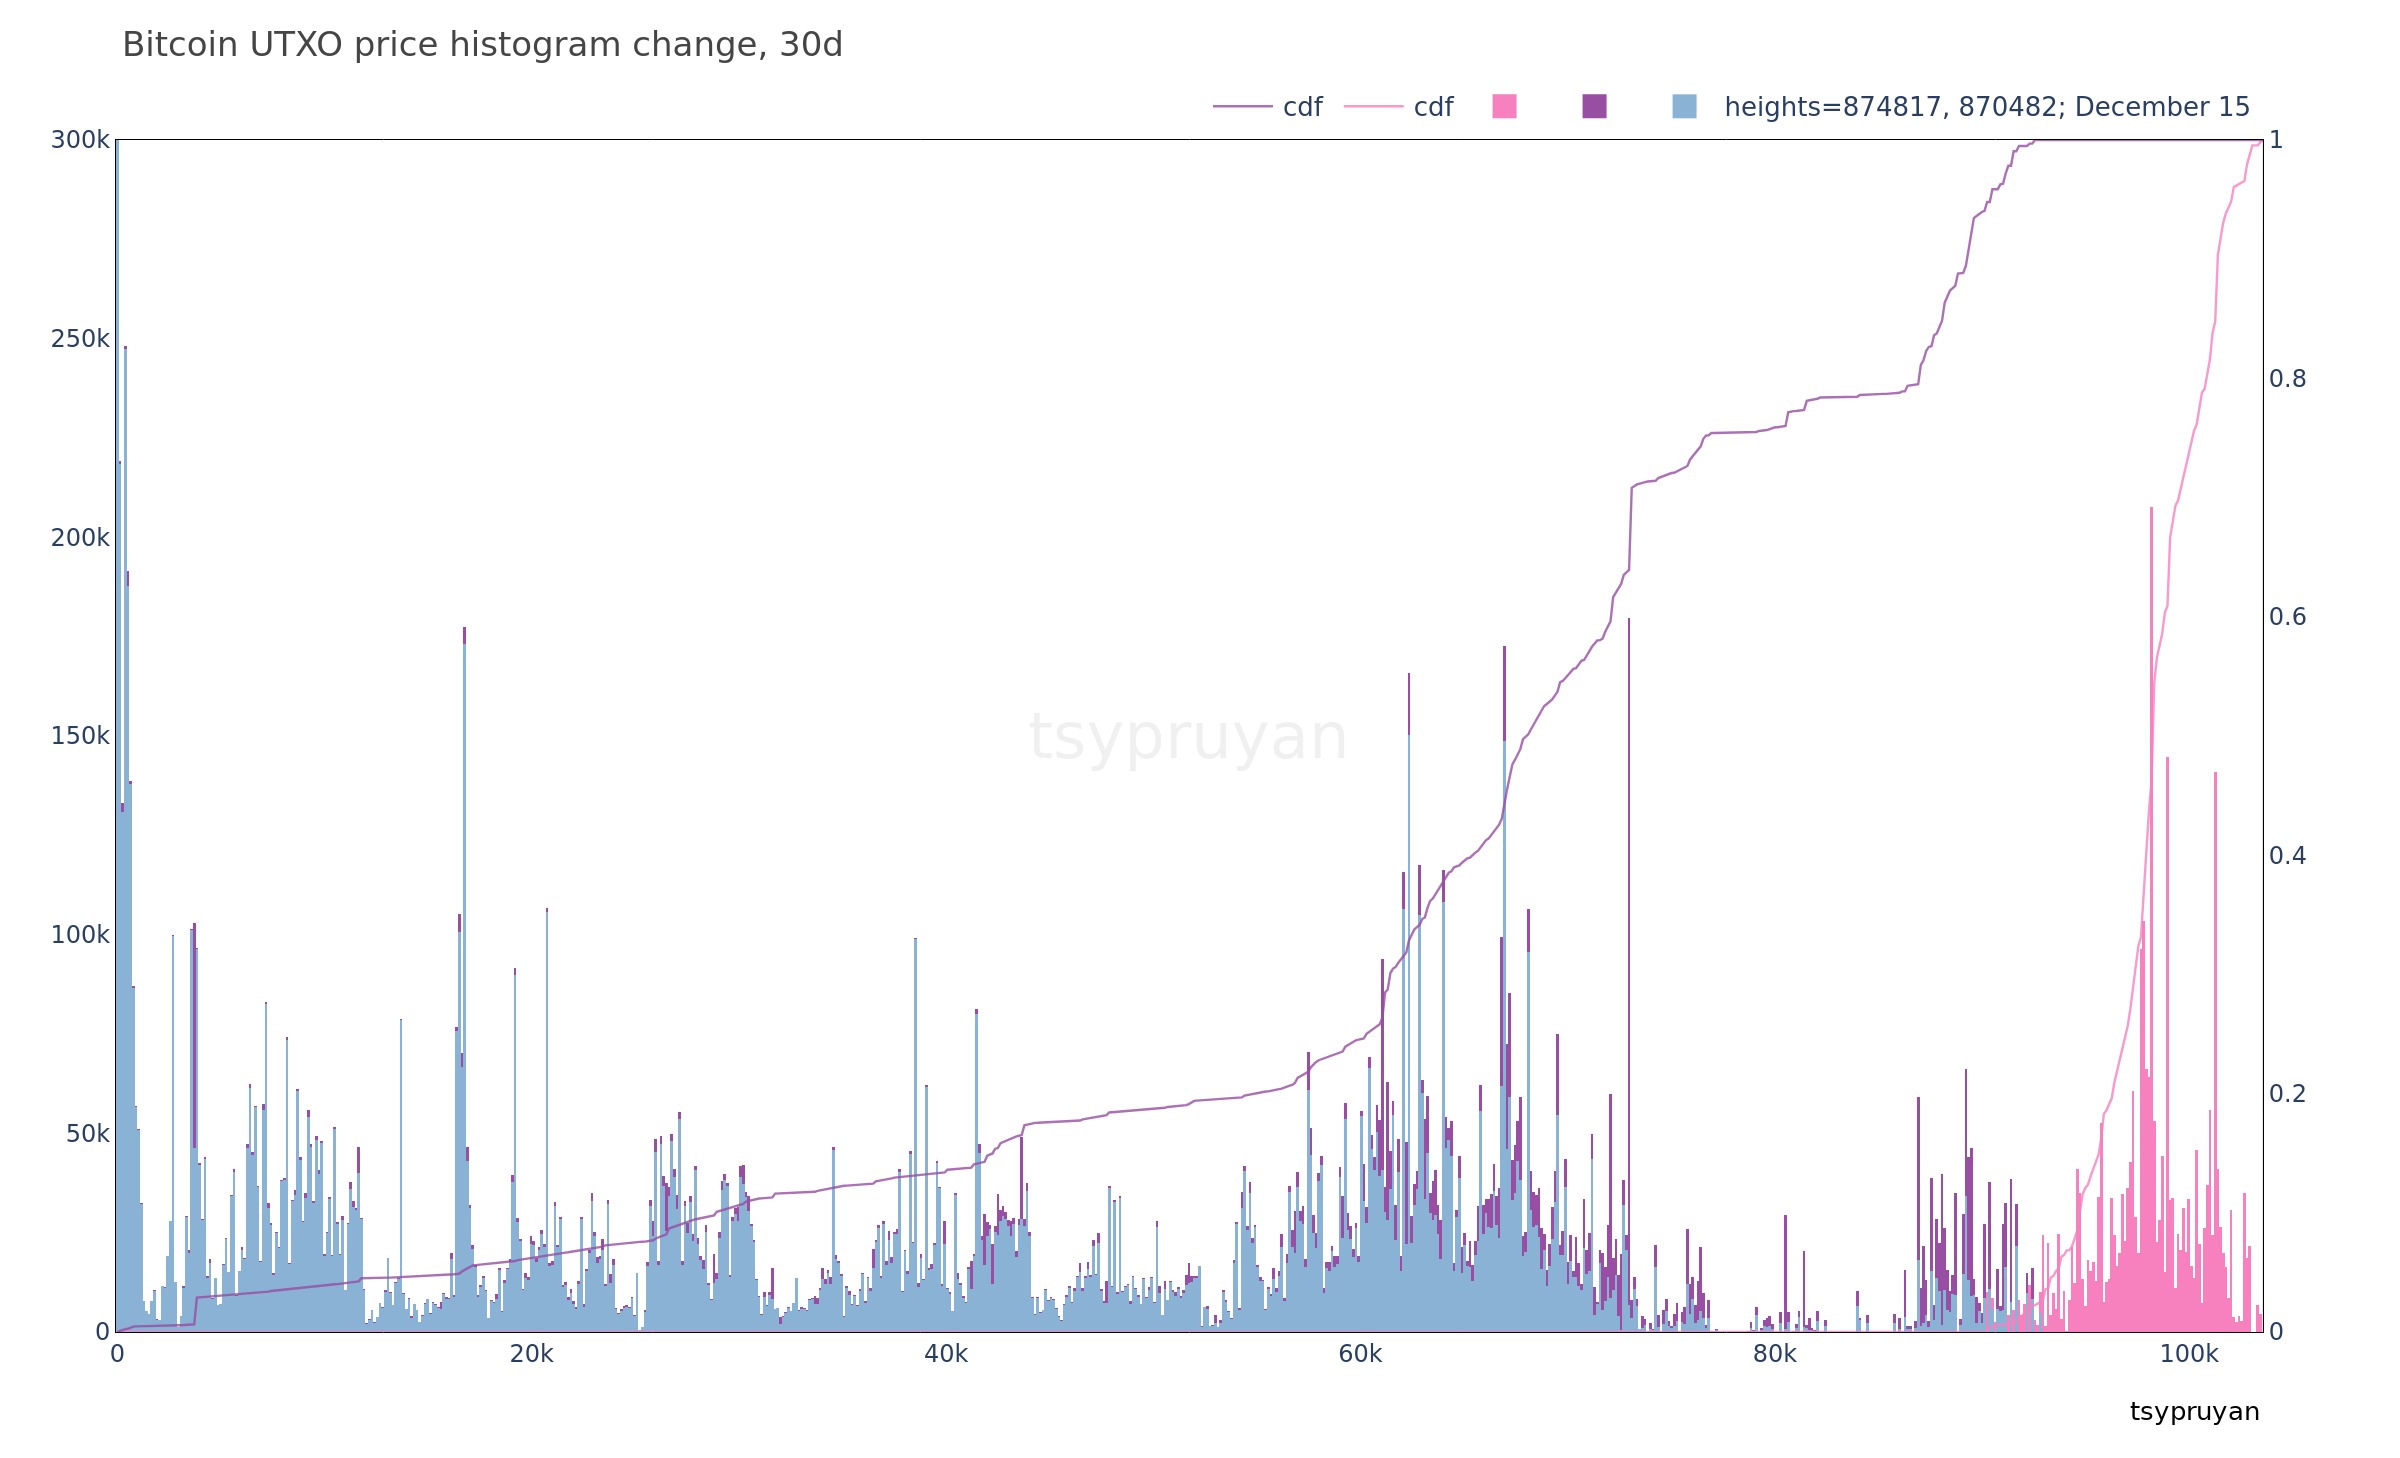 Bitcoin UTXO price histogram change, 30d
cdf cdf heights=874817, 870482; December 15
300k 1
250k
0.8
200k
0.6
150k
tsypruyan
0.4
100k
0.2
50k
0 0
0 20k 40k 60k 80k 100k
tsypruyan